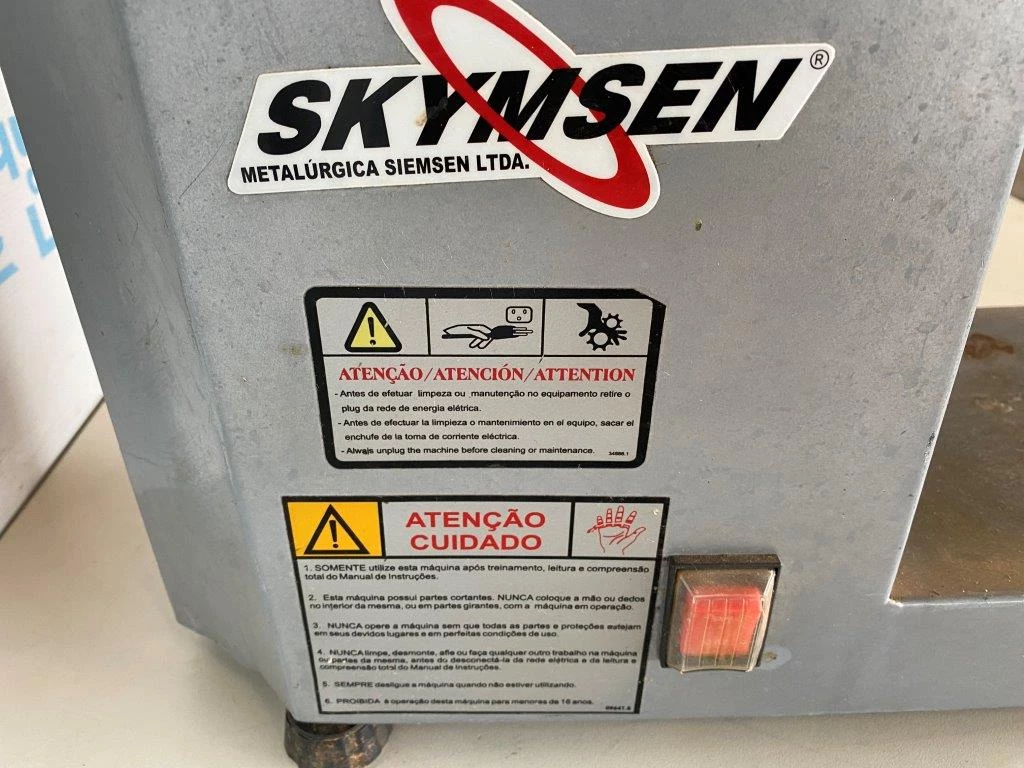 SKYMSEN®
METALÚRGICA SIEMSEN LTDA.
ATENÇÃO/ATENCIÓN/ATTENTION
- Antes de efetuar limpeza ou manutenção no equipamento retire o
plug da rede de energia elétrica.
- Antes de efectuar la limpieza o mantenimiento en el equipo, sacar el
enchufe de la toma de corriente eléctrica.
- Always unplug the machine before cleaning or maintenance.
34886.1
ATENÇÃO
CUIDADO
1. SOMENTE utilize esta máquina após treinamento, leitura e compreensão
total do Manual de Instruções.
2. Esta máquina possui partes cortantes. NUNCA coloque a mão ou dedos
no interior da mesma, ou em partes girantes, com a máquina em operação.
3. NUNCA opere a máquina sem que todas as partes e proteções estejam
em seus devidos lugares e em perfeitas condições de uso.
4. NUNCA limpe, desmonte, afie ou faça qualquer outro trabalho na máquina
ou partes da mesma, antes do desconectá-la da rede elétrica e da leitura e
compreensão total do Manual de Instruções.
5. SEMPRE desligue a máquina quando não estiver utilizando.
6. PROIBIDA a operação desta máquina para menores de 16 anos.